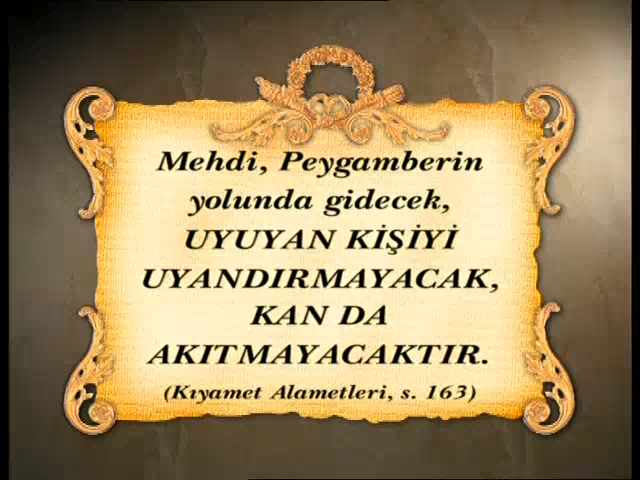 Mehdi, Peygamberin
yolunda gidecek,
UYUYAN KİŞİYİ
UYANDIRMAYACAK,
KAN DA
AKITMAYACAKTIR.
(Kıyamet Alametleri, s. 163)